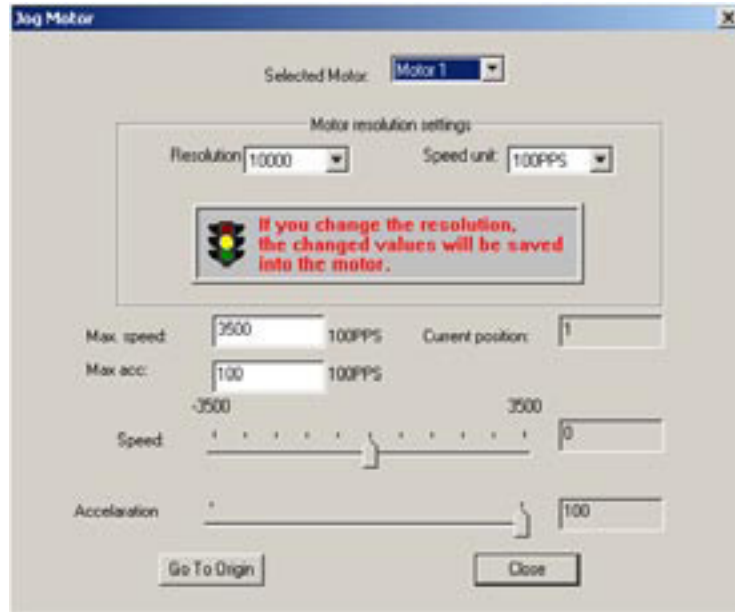 Jog Motor
Selected Motor: Motor 1
Motor resolution settings
Resolution 10000 Speed unit: 100PPS
If you change the resolution,
the changed values will be saved
into the motor.
Max. speed: 3500 100PPS Current position: 1
Max acc: 100 100PPS
-3500 3500
Speed: 0
Accelaration 100
Go To Origin Close